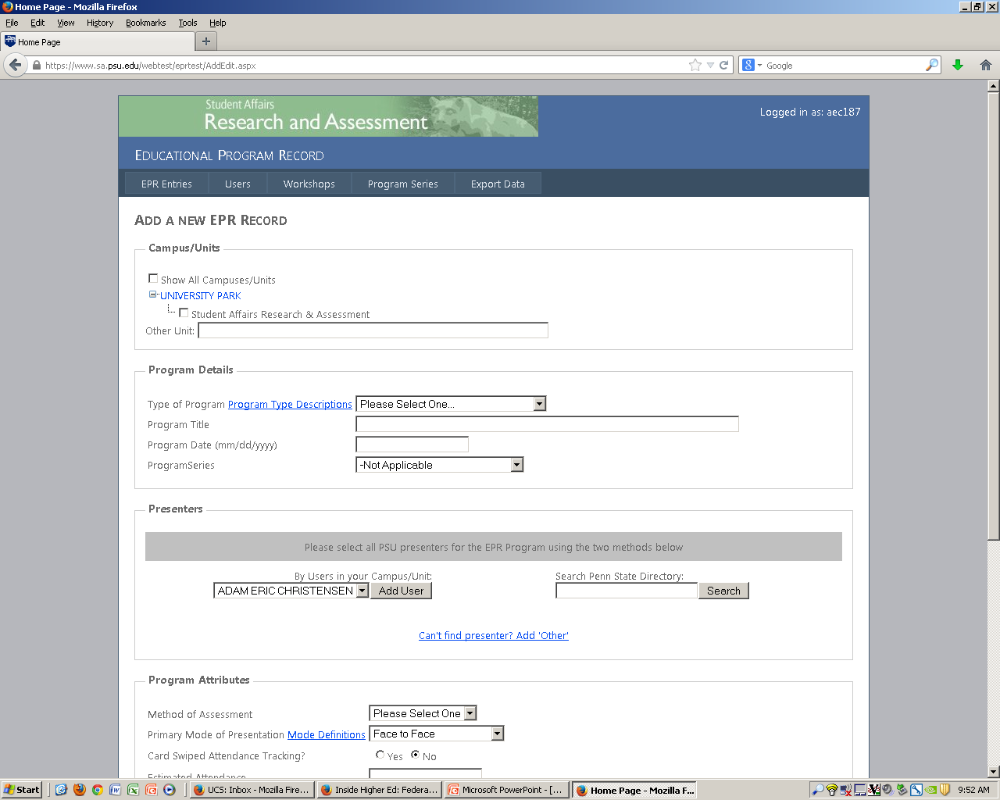 Home Page - Mozilla Firefox
File Edit View History Bookmarks Tools Help
Home Page
https://www.sa.psu.edu/webtest/eprtest/AddEdit.aspx
Google
Student Affairs
Research and Assessment
Logged in as: aec187
Educational Program Record
EPR Entries Users Workshops Program Series Export Data
Add a new EPR Record
Campus/Units
Show All Campuses/Units
UNIVERSITY PARK
Student Affairs Research & Assessment
Other Unit:
Program Details
Type of Program Program Type Descriptions Please Select One...
Program Title
Program Date (mm/dd/yyyy)
ProgramSeries -Not Applicable
Presenters
Please select all PSU presenters for the EPR Program using the two methods below
By Users in your Campus/Unit: Search Penn State Directory:
ADAM ERIC CHRISTENSEN Add User Search
Can't find presenter? Add 'Other'
Program Attributes
Method of Assessment Please Select One
Primary Mode of Presentation Mode Definitions Face to Face
Card Swiped Attendance Tracking? Yes No
Estimated Attendance
Start UCS: Inbox - Mozilla Fire... Inside Higher Ed: Federa... Microsoft PowerPoint - [... Home Page - Mozilla F... 9:52 AM